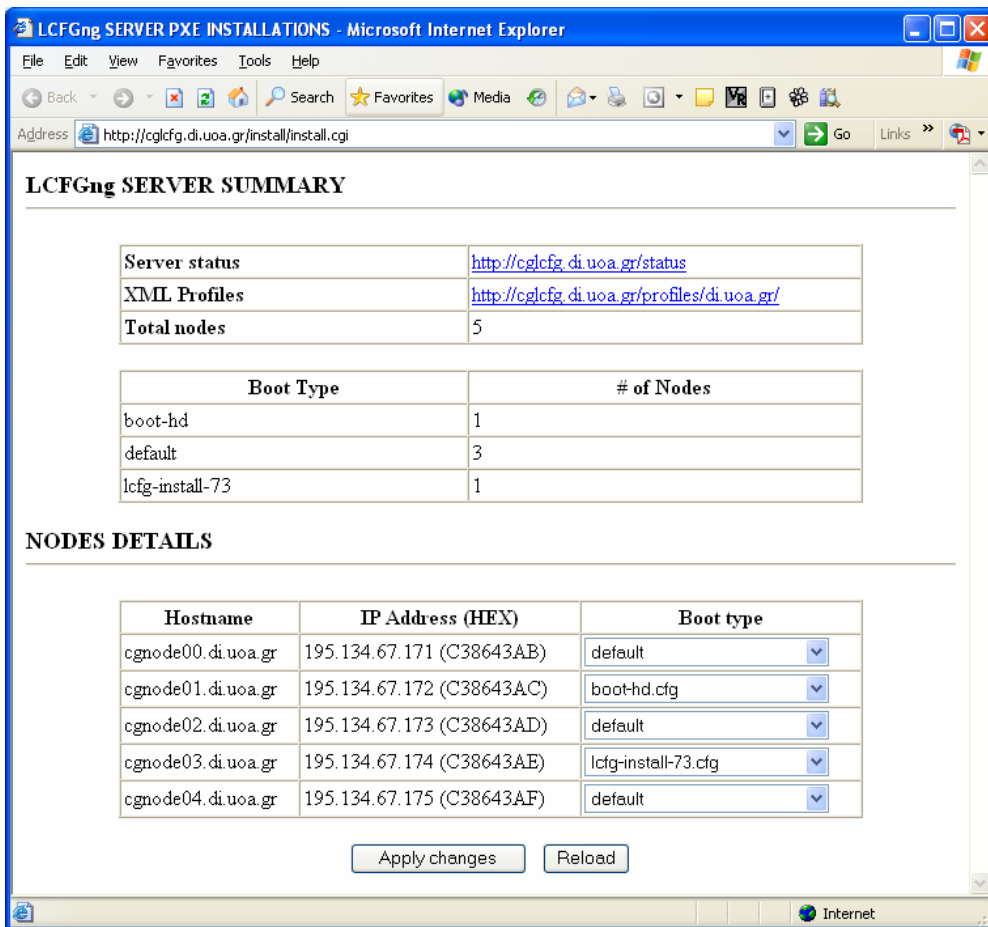 LCFGng SERVER PXE INSTALLATIONS - Microsoft Internet Explorer
File Edit View Favorites Tools Help
Back Search Favorites Media
Address http://cglcfg.di.uoa.gr/install/install.cgi Go Links »
LCFGng SERVER SUMMARY
Server status http://cglcfg.di.uoa.gr/status
XML Profiles http://cglcfg.di.uoa.gr/profiles/di.uoa.gr/
Total nodes 5
Boot Type # of Nodes
boot-hd 1
default 3
lcfg-install-73 1
NODES DETAILS
Hostname IP Address (HEX) Boot type
cgnode00.di.uoa.gr 195.134.67.171 (C38643AB) default
cgnode01.di.uoa.gr 195.134.67.172 (C38643AC) boot-hd.cfg
cgnode02.di.uoa.gr 195.134.67.173 (C38643AD) default
cgnode03.di.uoa.gr 195.134.67.174 (C38643AE) lcfg-install-73.cfg
cgnode04.di.uoa.gr 195.134.67.175 (C38643AF) default
Apply changes Reload
Internet